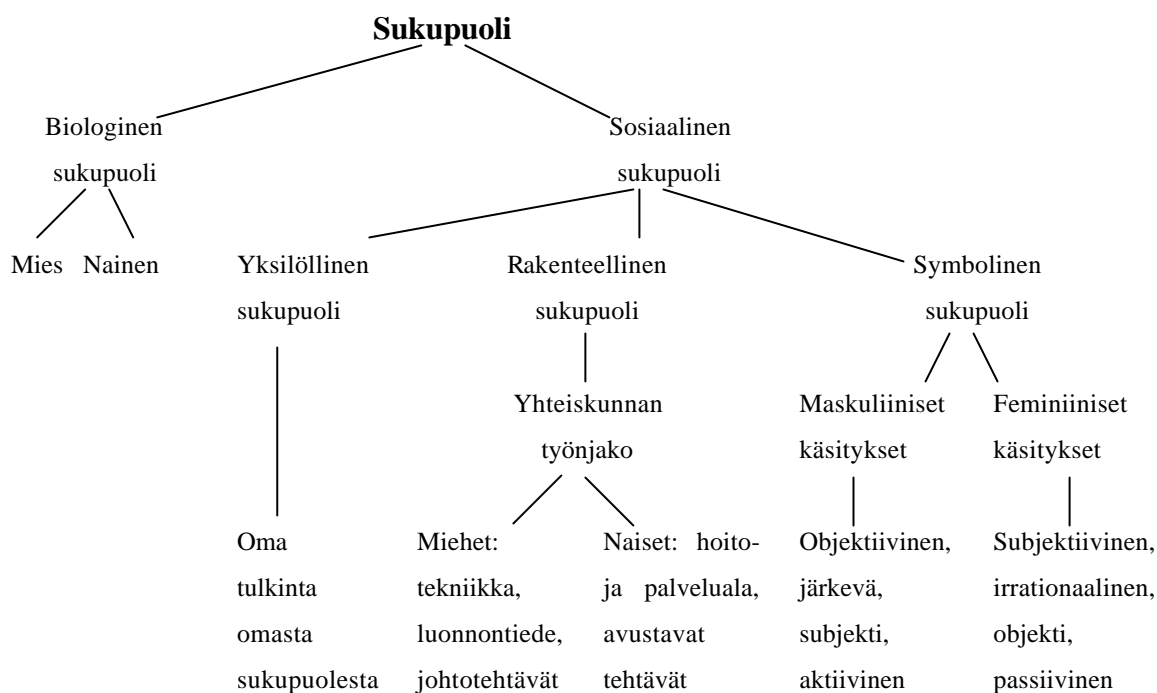 Sukupuoli
Biologinen
sukupuoli
Sosiaalinen
sukupuoli
Mies Nainen
Yksilöllinen
sukupuoli
Rakenteellinen
sukupuoli
Symbolinen
sukupuoli
Yhteiskunnan
työnjako
Maskuliiniset
käsitykset
Feminiiniset
käsitykset
Oma
tulkinta
omasta
sukupuolesta
Miehet:
tekniikka,
luonnontiede,
johtotehtävät
Naiset: hoito-
ja palveluala,
avustavat
tehtävät
Objektiivinen,
järkevä,
subjekti,
aktiivinen
Subjektiivinen,
irrationaalinen,
objekti,
passiivinen